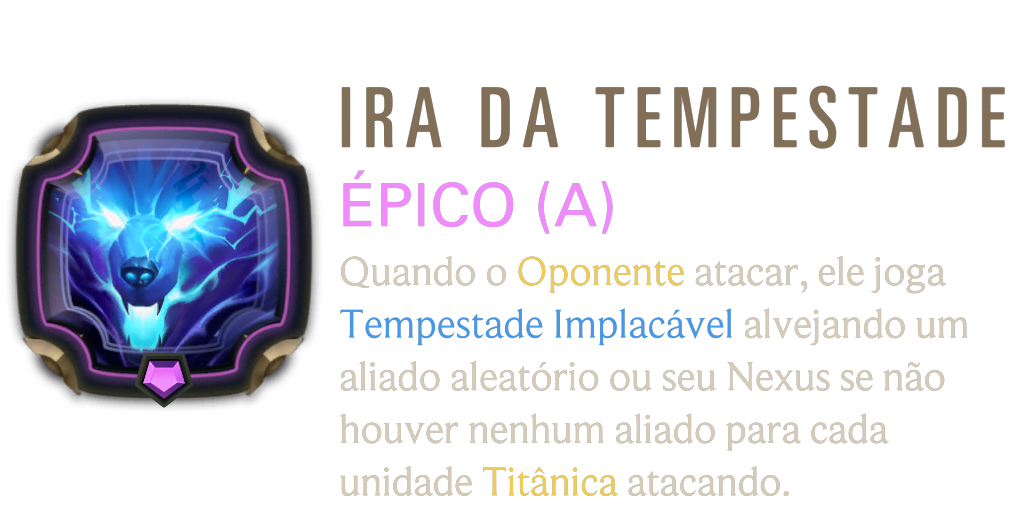 IRA DA TEMPESTADE
ÉPICO (A)
Quando o Oponente atacar, ele joga
Tempestade Implacável alvejando um
aliado aleatório ou seu Nexus se não
houver nenhum aliado para cada
unidade Titânica atacando.